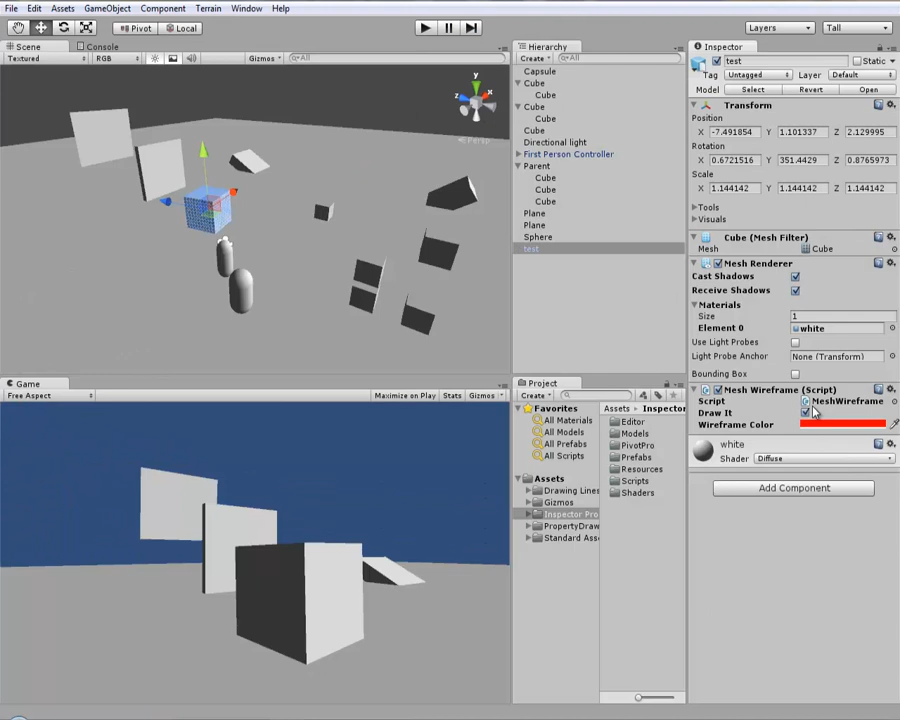 File Edit Assets GameObject Component Terrain Window Help
Pivot Local Layers Tall
Scene Console
Textured RGB Gizmos All
y
x
z
Persp
Hierarchy
Create All
Capsule
Cube
Cube
Cube
Cube
Cube
Directional light
First Person Controller
Parent
Cube
Cube
Cube
Plane
Plane
Sphere
test
Game
Free Aspect Maximize on Play Stats Gizmos
Project
Create
Favorites
All Materials
All Models
All Prefabs
All Scripts
Assets
Drawing Lines
Gizmos
Inspector Pro
PropertyDraw
Standard Ass
Assets Inspector
Editor
Models
PivotPro
Prefabs
Resources
Scripts
Shaders
Inspector
test Static
Tag Untagged Layer Default
Model Select Revert Open
Transform
Position
X -7.491854 Y 1.101337 Z 2.129995
Rotation
X 0.6721516 Y 351.4429 Z 0.8765973
Scale
X 1.144142 Y 1.144142 Z 1.144142
Tools
Visuals
Cube (Mesh Filter)
Mesh Cube
Mesh Renderer
Cast Shadows
Receive Shadows
Materials
Size 1
Element 0 white
Use Light Probes
Light Probe Anchor None (Transform)
Bounding Box
Mesh Wireframe (Script)
Script MeshWireframe
Draw It
Wireframe Color
white
Shader Diffuse
Add Component